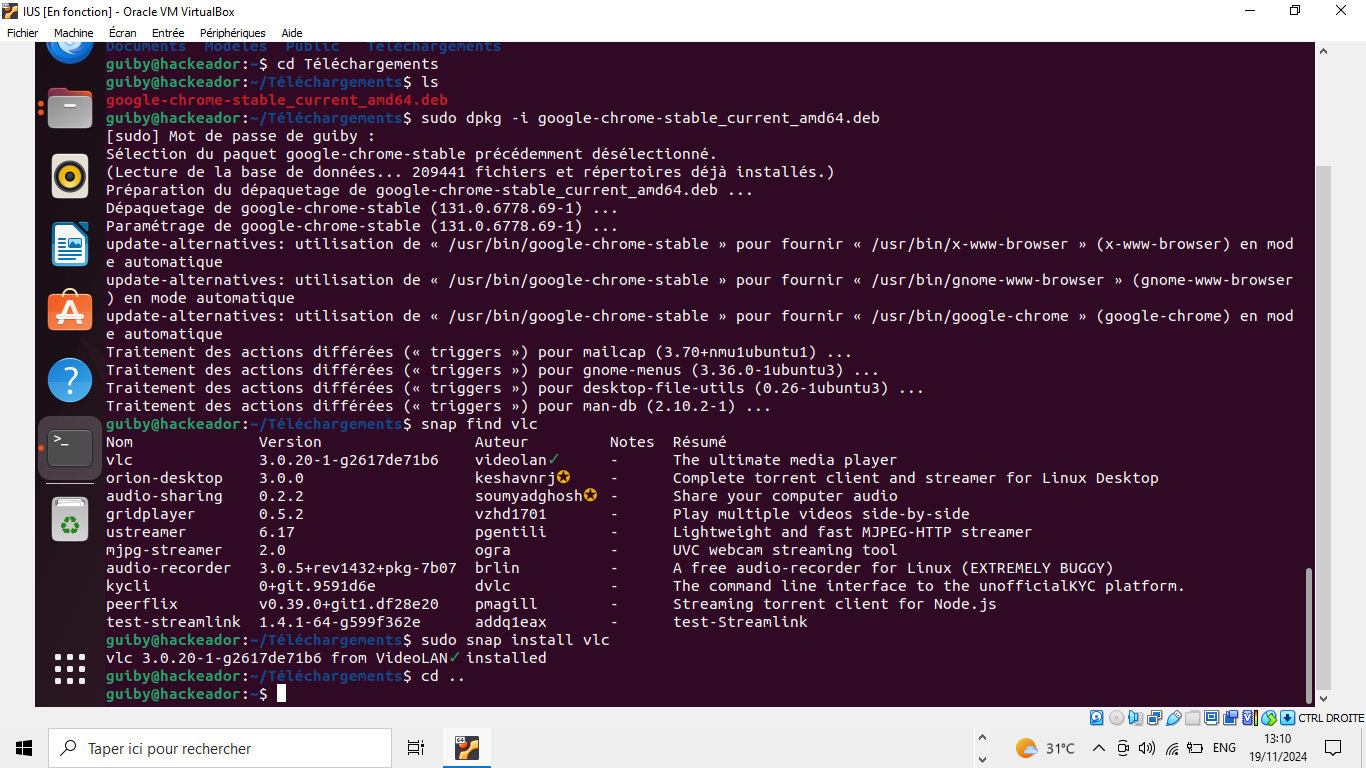 IUS [En fonction] - Oracle VM VirtualBox
Fichier Machine Écran Entrée Périphériques Aide
Documents Modèles Public Téléchargements
guiby@hackeador:~$ cd Téléchargements
guiby@hackeador:~/Téléchargements$ ls
google-chrome-stable_current_amd64.deb
guiby@hackeador:~/Téléchargements$ sudo dpkg -i google-chrome-stable_current_amd64.deb
[sudo] Mot de passe de guiby :
Sélection du paquet google-chrome-stable précédemment désélectionné.
(Lecture de la base de données... 209441 fichiers et répertoires déjà installés.)
Préparation du dépaquetage de google-chrome-stable_current_amd64.deb ...
Dépaquetage de google-chrome-stable (131.0.6778.69-1) ...
Paramétrage de google-chrome-stable (131.0.6778.69-1) ...
update-alternatives: utilisation de « /usr/bin/google-chrome-stable » pour fournir « /usr/bin/x-www-browser » (x-www-browser) en mod
e automatique
update-alternatives: utilisation de « /usr/bin/google-chrome-stable » pour fournir « /usr/bin/gnome-www-browser » (gnome-www-browser
) en mode automatique
update-alternatives: utilisation de « /usr/bin/google-chrome-stable » pour fournir « /usr/bin/google-chrome » (google-chrome) en mod
e automatique
Traitement des actions différées (« triggers ») pour mailcap (3.70+nmu1ubuntu1) ...
Traitement des actions différées (« triggers ») pour gnome-menus (3.36.0-1ubuntu3) ...
Traitement des actions différées (« triggers ») pour desktop-file-utils (0.26-1ubuntu3) ...
Traitement des actions différées (« triggers ») pour man-db (2.10.2-1) ...
guiby@hackeador:~/Téléchargements$ snap find vlc
Nom Version Auteur Notes Résumé
vlc 3.0.20-1-g2617de71b6 videolan✓ - The ultimate media player
orion-desktop 3.0.0 keshavnrj✪ - Complete torrent client and streamer for Linux Desktop
audio-sharing 0.2.2 soumyadghosh✪ - Share your computer audio
gridplayer 0.5.2 vzhd1701 - Play multiple videos side-by-side
ustreamer 6.17 pgentili - Lightweight and fast MJPEG-HTTP streamer
mjpg-streamer 2.0 ogra - UVC webcam streaming tool
audio-recorder 3.0.5+rev1432+pkg-7b07 brlin - A free audio-recorder for Linux (EXTREMELY BUGGY)
kycli 0+git.9591d6e dvlc - The command line interface to the unofficialKYC platform.
peerflix v0.39.0+git1.df28e20 pmagill - Streaming torrent client for Node.js
test-streamlink 1.4.1-64-g599f362e addq1eax - test-Streamlink
guiby@hackeador:~/Téléchargements$ sudo snap install vlc
vlc 3.0.20-1-g2617de71b6 from VideoLAN✓ installed
guiby@hackeador:~/Téléchargements$ cd ..
guiby@hackeador:~$
CTRL DROITE
Taper ici pour rechercher
31°C
ENG
13:10
19/11/2024